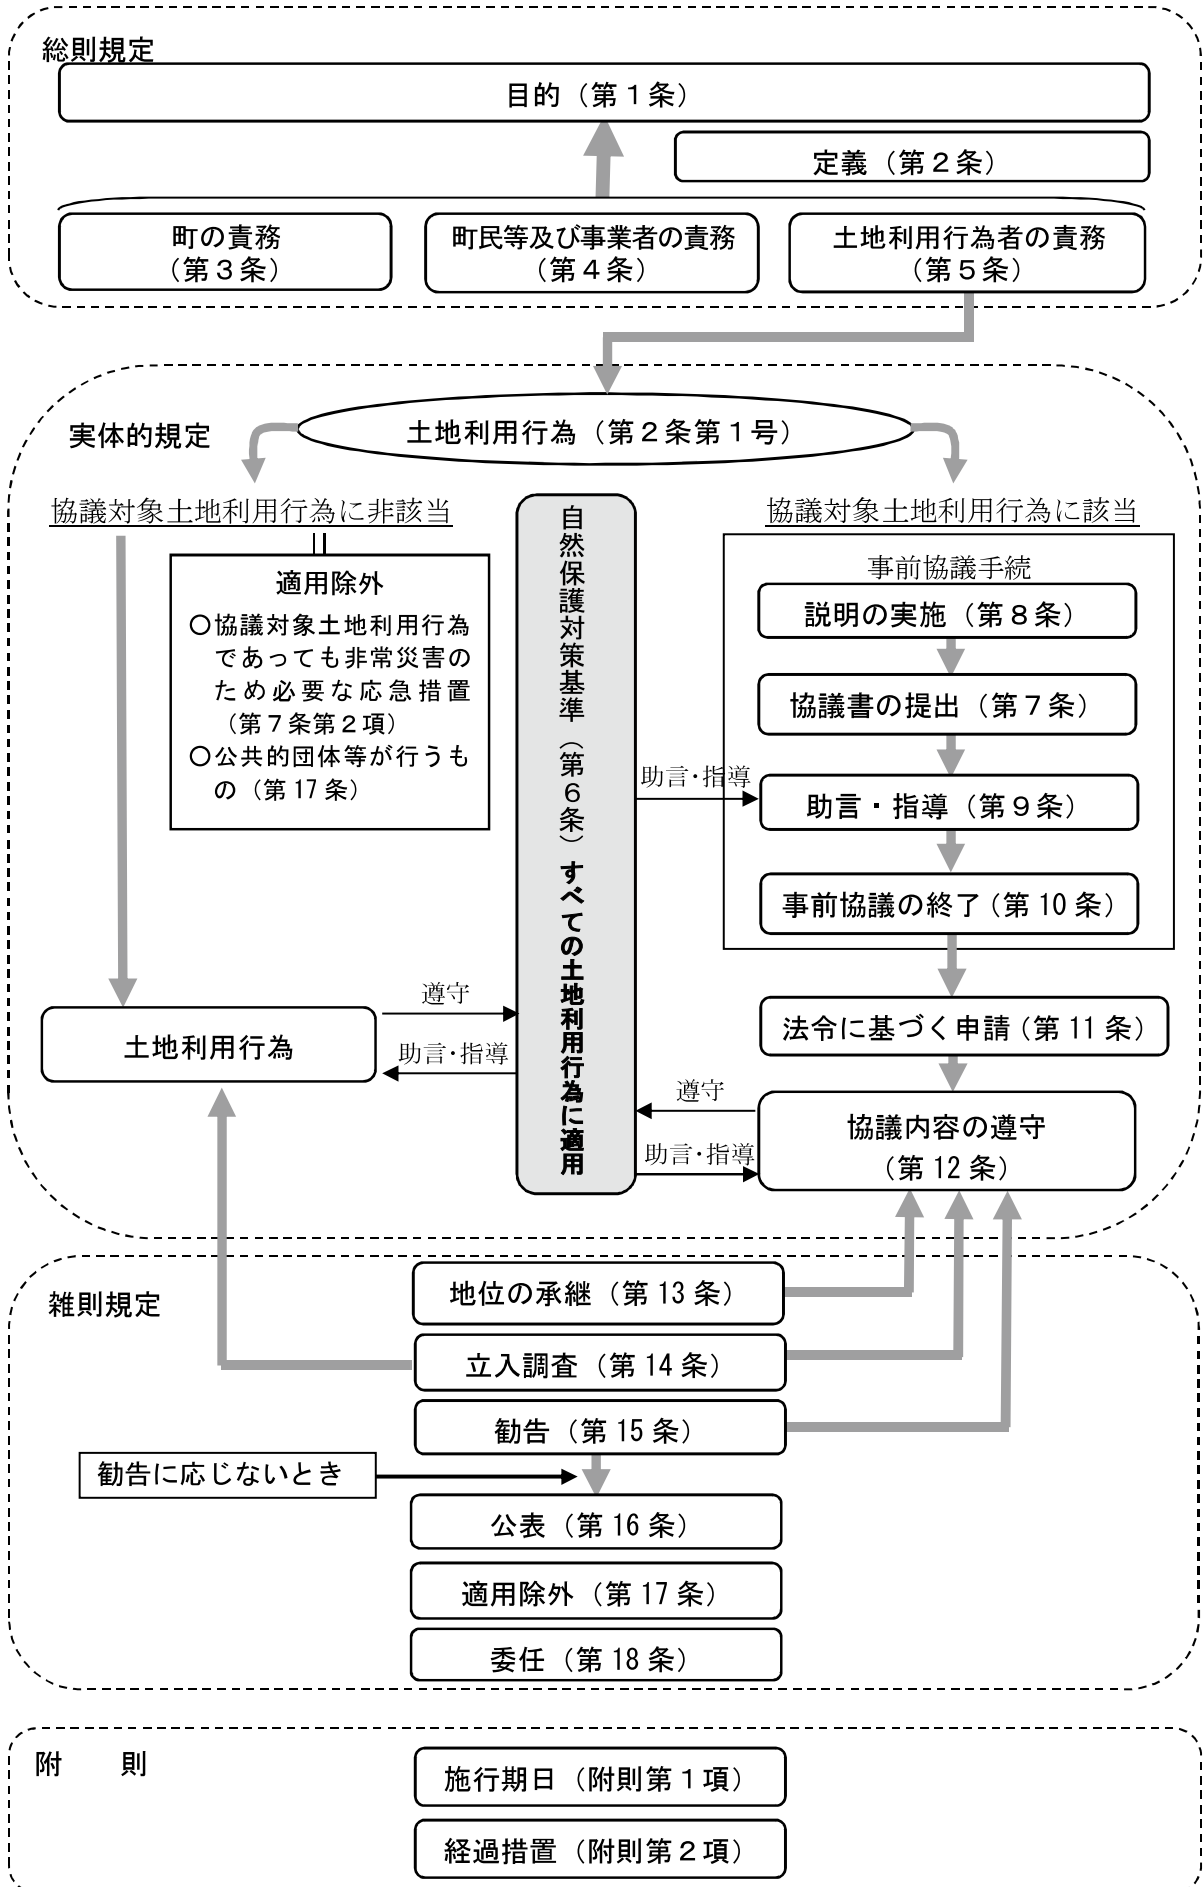 総則規定
目的（第１条）
定義（第２条）
町の責務
（第３条）
町民等及び事業者の責務
（第４条）
土地利用行為者の責務
（第５条）
実体的規定
土地利用行為（第２条第１号）
協議対象土地利用行為に非該当
適用除外
○協議対象土地利用行為
であっても非常災害の
ため必要な応急措置
（第７条第２項）
○公共的団体等が行うも
の（第17条）
自然保護対策基準（第６条）すべての土地利用行為に適用
協議対象土地利用行為に該当
事前協議手続
説明の実施（第８条）
協議書の提出（第７条）
助言･指導
助言・指導（第９条）
事前協議の終了（第10条）
法令に基づく申請（第11条）
土地利用行為
遵守
助言･指導
遵守
助言･指導
協議内容の遵守
（第12条）
雑則規定
地位の承継（第13条）
立入調査（第14条）
勧告（第15条）
勧告に応じないとき
公表（第16条）
適用除外（第17条）
委任（第18条）
附　　則
施行期日（附則第１項）
経過措置（附則第２項）